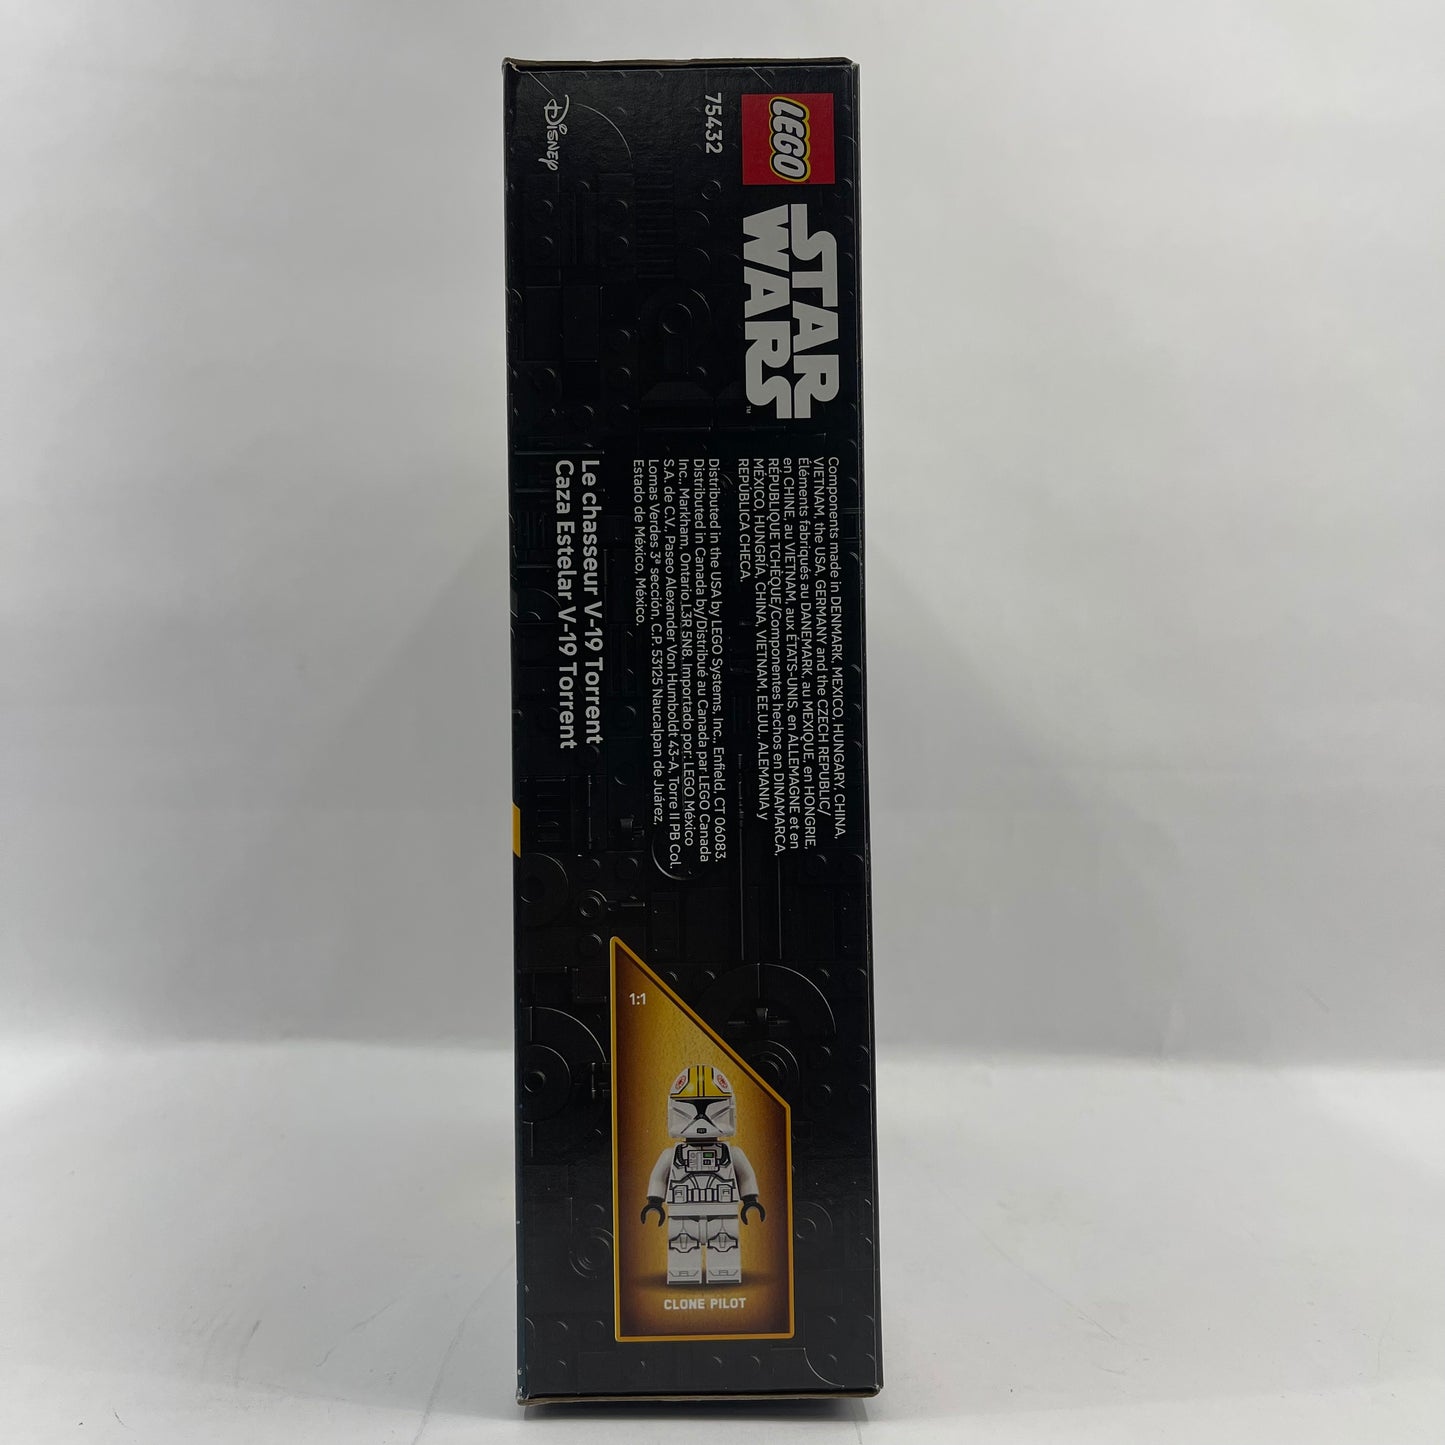 LEGO
75432
Disney
STAR
WARS™
Components made in DENMARK, MEXICO, HUNGARY, CHINA,
VIETNAM, the USA, GERMANY and the CZECH REPUBLIC/
Éléments fabriqués au DANEMARK, au MEXIQUE, en HONGRIE,
en CHINE, au VIETNAM, aux ÉTATS-UNIS, en ALLEMAGNE et en
RÉPUBLIQUE TCHÈQUE/Componentes hechos en DINAMARCA,
MÉXICO, HUNGRÍA, CHINA, VIETNAM, EE.UU., ALEMANIA y
REPÚBLICA CHECA.
Distributed in the USA by LEGO Systems, Inc., Enfield, CT 06083.
Distributed in Canada by/Distribué au Canada par LEGO Canada
Inc., Markham, Ontario L3R 5N8. Importado por: LEGO México
S.A. de C.V., Paseo Alexander Von Humboldt 43-A, Torre II PB Col.
Lomas Verdes 3ª sección, C.P. 53125 Naucalpan de Juárez,
Estado de México, México.
Le chasseur V-19 Torrent
Caza Estelar V-19 Torrent
1:1
CLONE PILOT